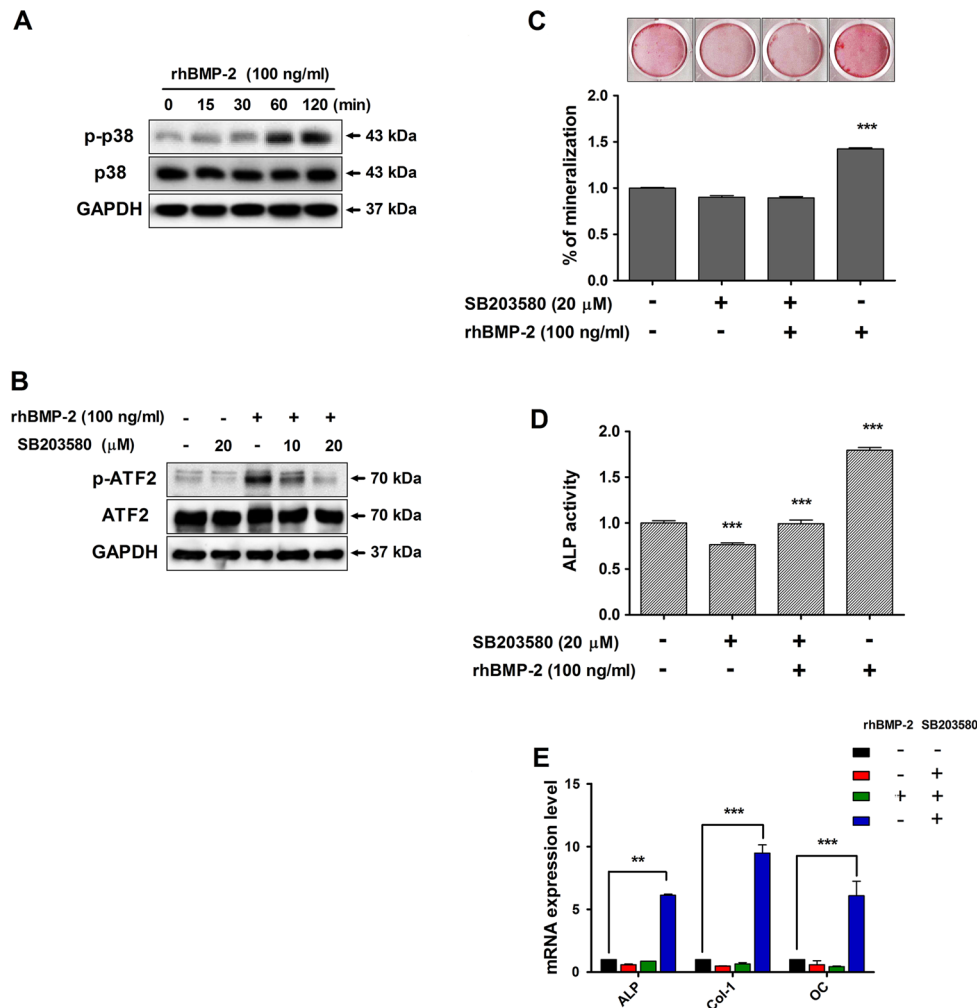 A
rhBMP-2 (100 ng/ml)
0 15 30 60 120 (min)
p-p38 43 kDa
p38 43 kDa
GAPDH 37 kDa
B
rhBMP-2 (100 ng/ml) - - + + +
SB203580 (μM) - 20 - 10 20
p-ATF2 70 kDa
ATF2 70 kDa
GAPDH 37 kDa
C
% of mineralization
2.0
1.5
1.0
0.5
0.0
***
SB203580 (20 μM) - + + -
rhBMP-2 (100 ng/ml) - - + +
D
ALP activity
2.0
1.5
1.0
0.5
0.0
*** *** ***
SB203580 (20 μM) - + + -
rhBMP-2 (100 ng/ml) - - + +
E
rhBMP-2 SB203580
- -
- +
+ +
- +
mRNA expression level
15
10
5
0
** *** ***
ALP Col-1 OC